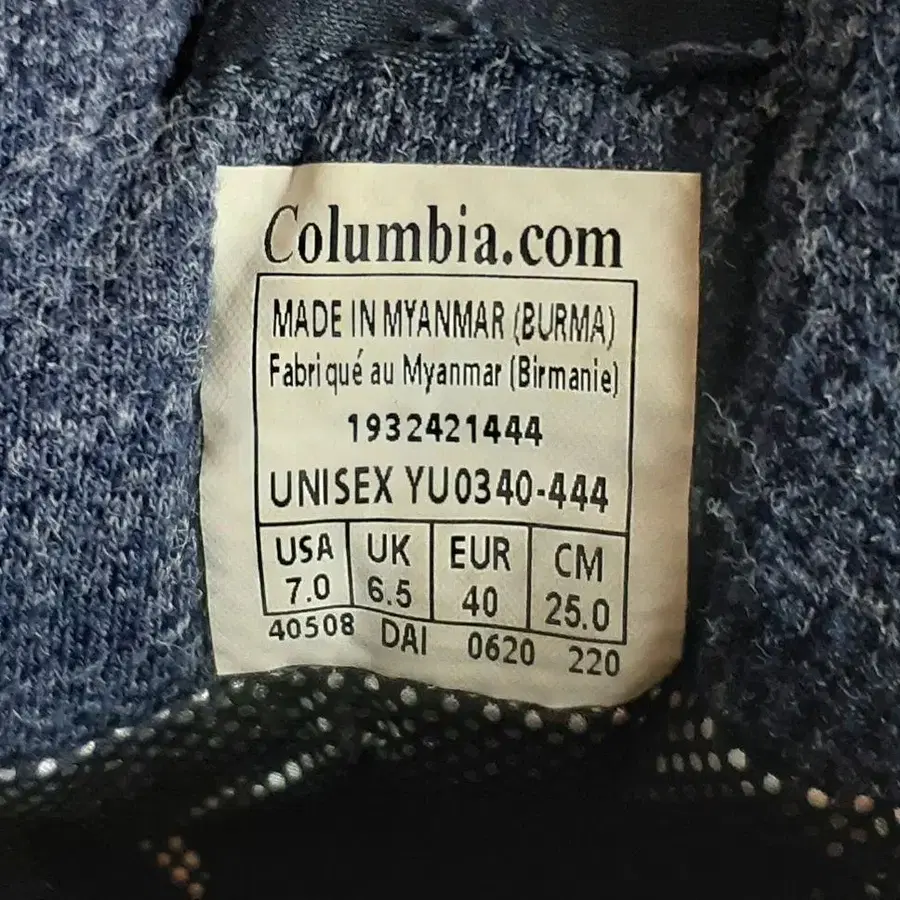 Columbia.com
MADE IN MYANMAR (BURMA)
Fabriqué au Myanmar (Birmanie)
1932421444
UNISEX YU0340-444
USA UK EUR CM
7.0 6.5 40 25.0
40508 DAI 0620 220